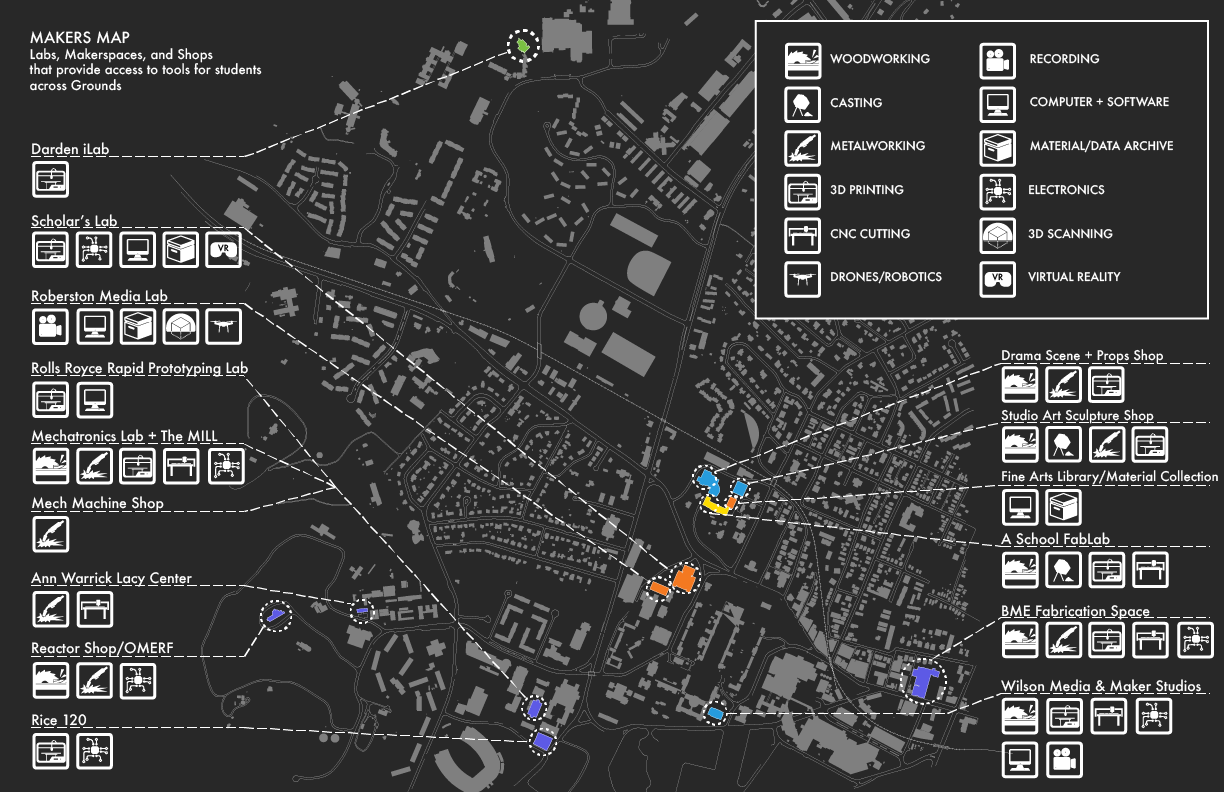 MAKERS MAP
Labs, Makerspaces, and Shops
that provide access to tools for students
across Grounds
Darden iLab
Scholar's Lab
VR
Roberston Media Lab
Rolls Royce Rapid Prototyping Lab
Mechatronics Lab + The MILL
Mech Machine Shop
Ann Warrick Lacy Center
Reactor Shop/OMERF
Rice 120
WOODWORKING
CASTING
METALWORKING
3D PRINTING
CNC CUTTING
DRONES/ROBOTICS
RECORDING
COMPUTER + SOFTWARE
MATERIAL/DATA ARCHIVE
ELECTRONICS
3D SCANNING
VR
VIRTUAL REALITY
Drama Scene + Props Shop
Studio Art Sculpture Shop
Fine Arts Library/Material Collection
A School FabLab
BME Fabrication Space
Wilson Media & Maker Studios